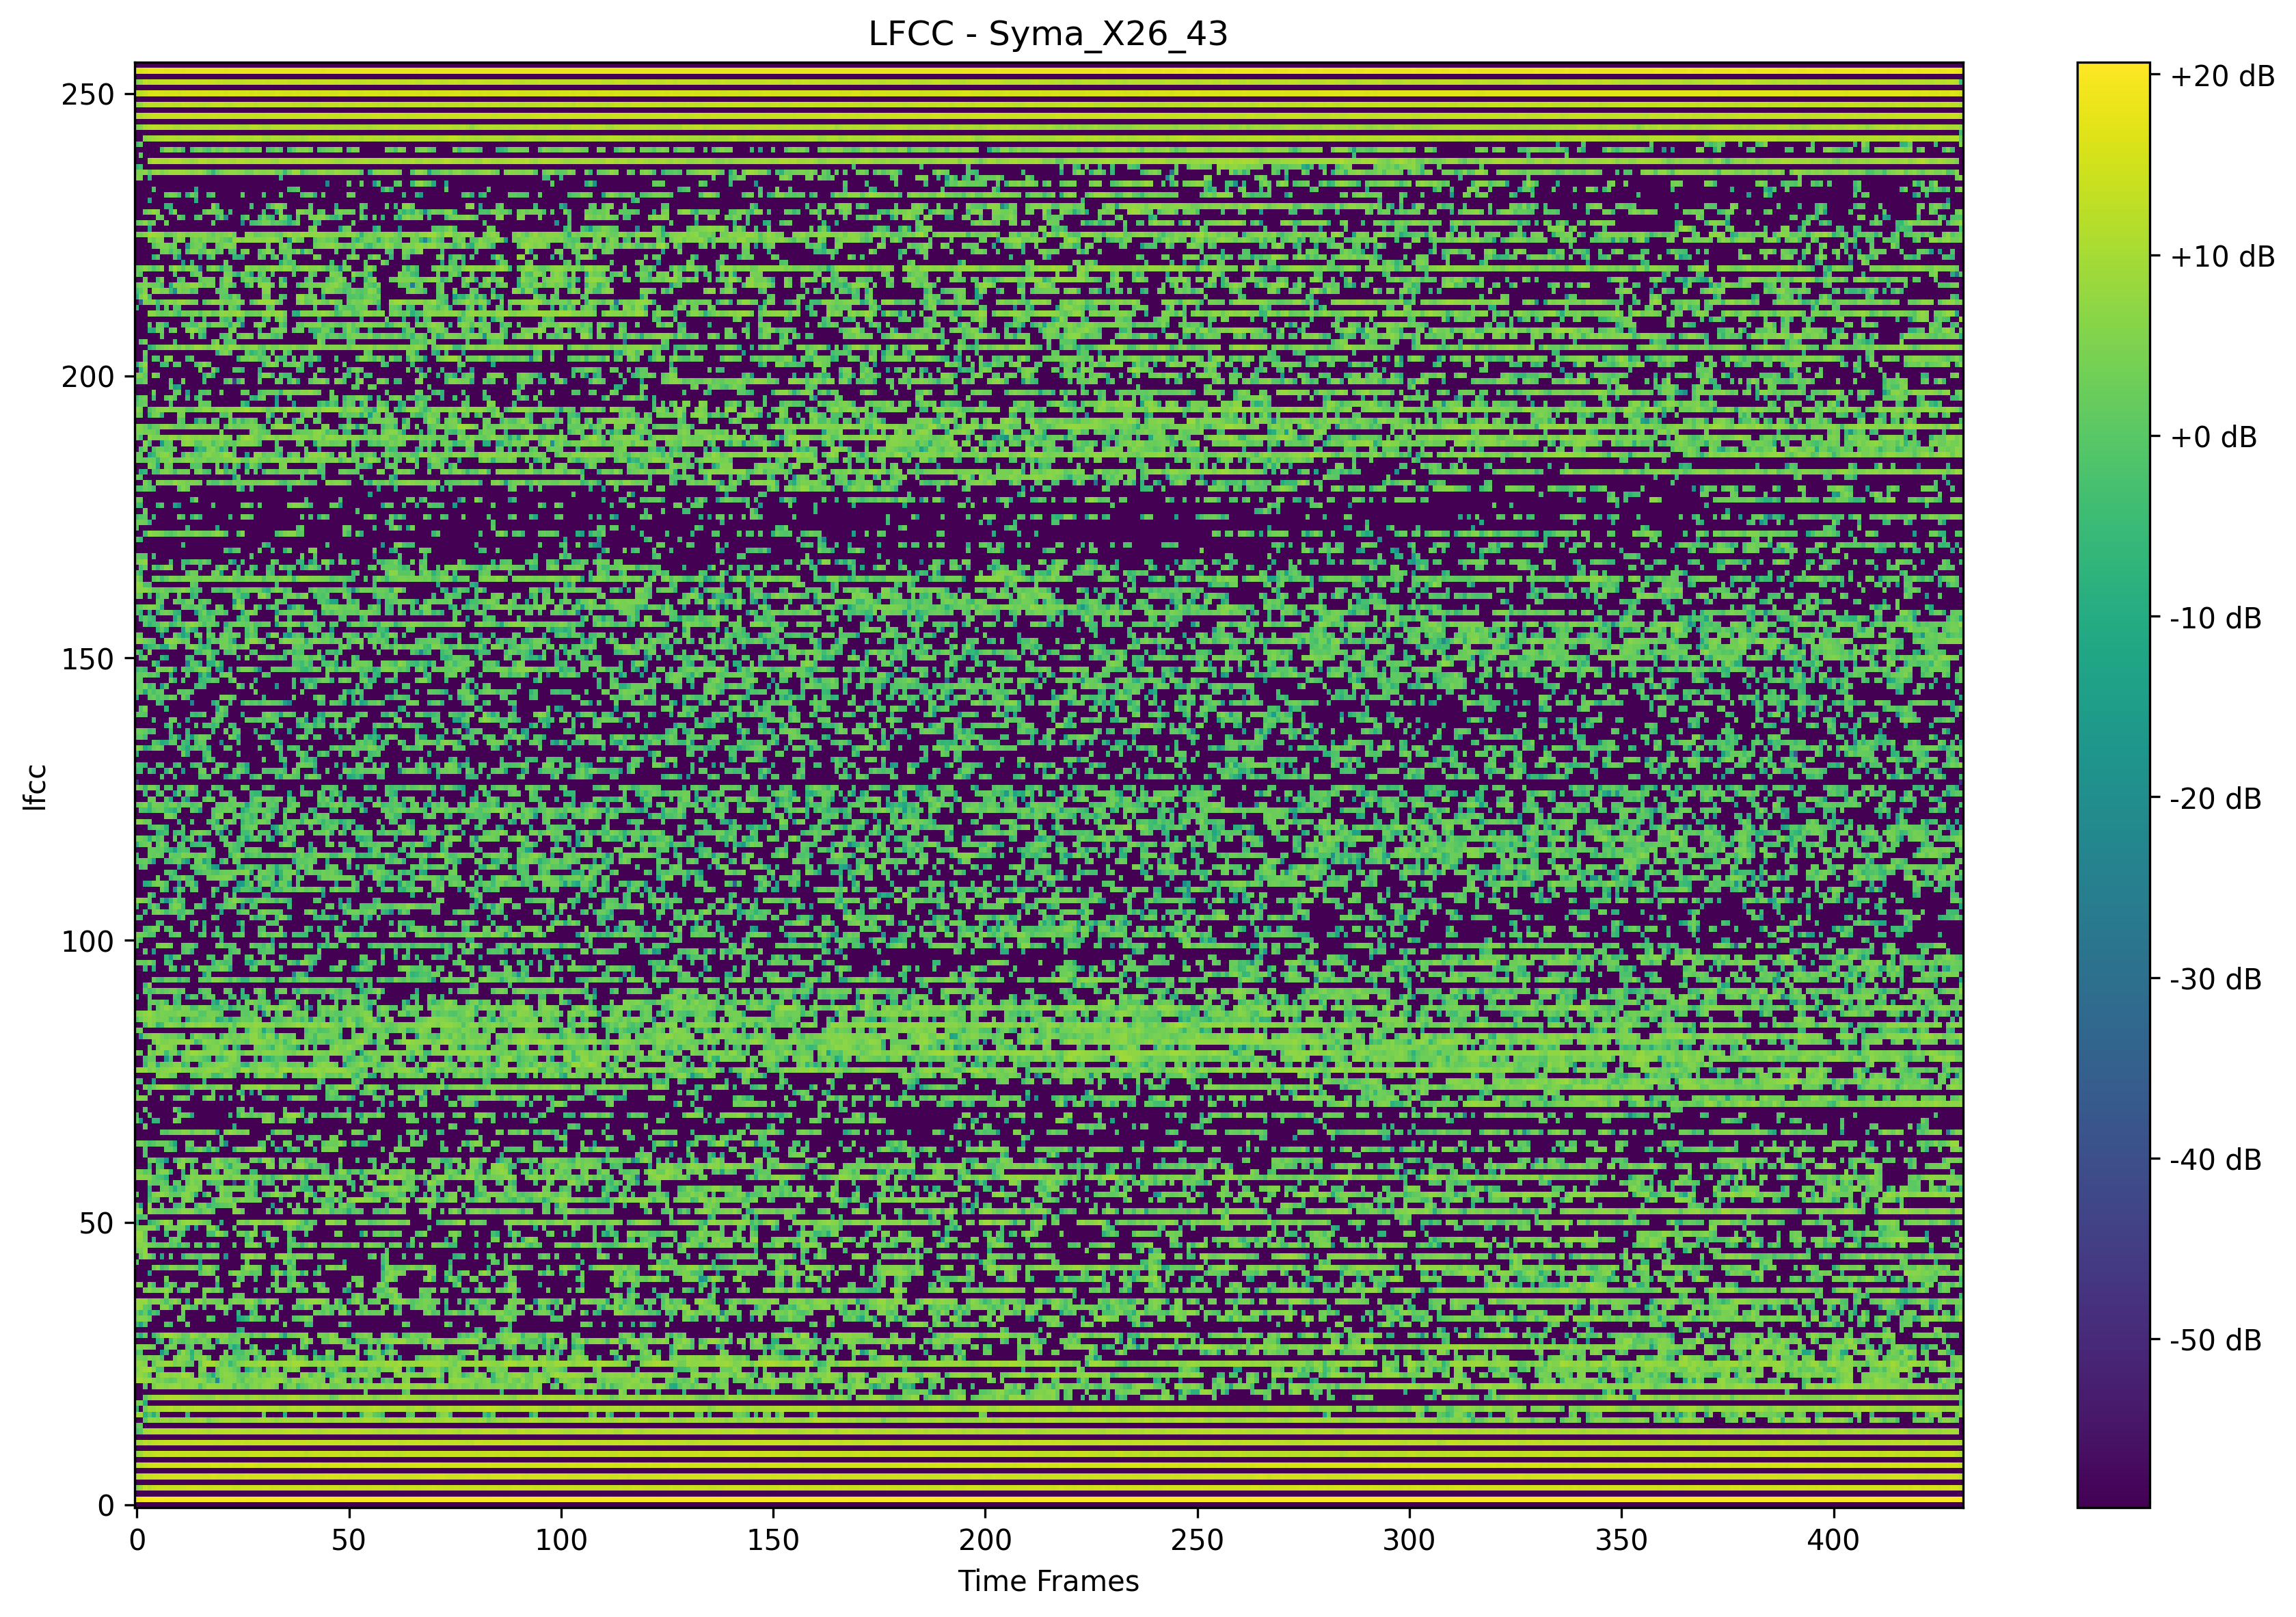 LFCC - Syma_X26_43
250
200
150
100
50
0
lfcc
0 50 100 150 200 250 300 350 400
Time Frames
+20 dB
+10 dB
+0 dB
-10 dB
-20 dB
-30 dB
-40 dB
-50 dB